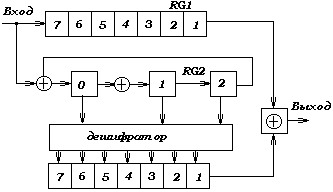 Вход
RG1
7 6 5 4 3 2 1
0 1 RG2 2
Выход
дешифратор
7 6 5 4 3 2 1